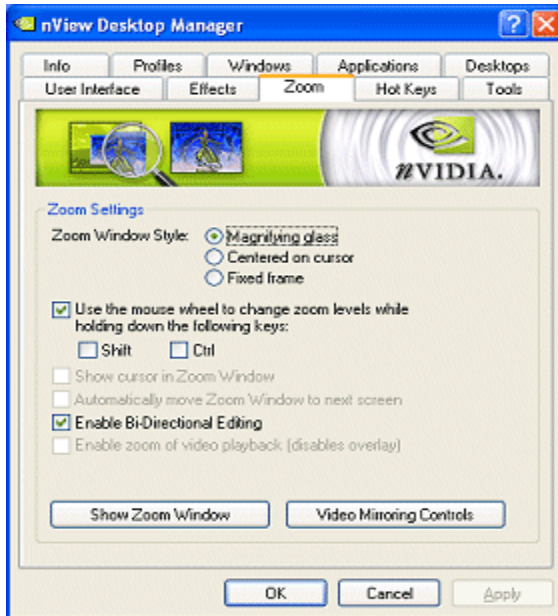 nView Desktop Manager
Info Profiles Windows Applications Desktops
User Interface Effects Zoom Hot Keys Tools
nVIDIA.
Zoom Settings
Zoom Window Style: Magnifying glass
Centered on cursor
Fixed frame
Use the mouse wheel to change zoom levels while
holding down the following keys:
Shift Ctrl
Show cursor in Zoom Window
Automatically move Zoom Window to next screen
Enable Bi-Directional Editing
Enable zoom of video playback (disables overlay)
Show Zoom Window Video Mirroring Controls
OK Cancel Apply